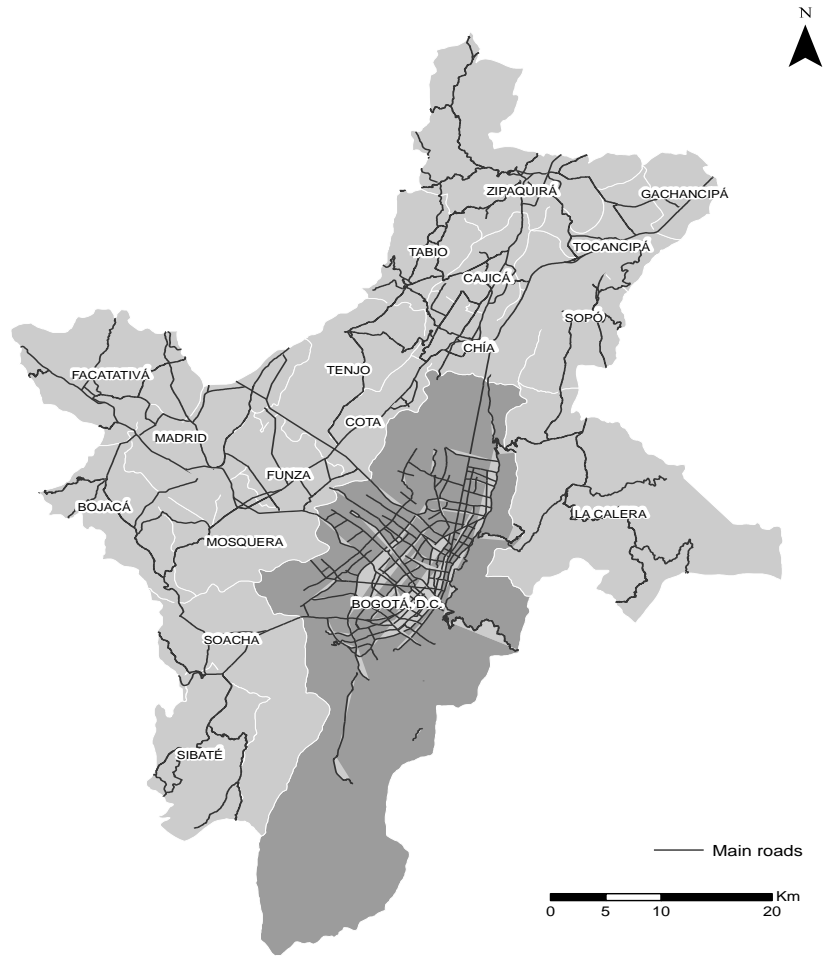 N
ZIPAQUIRÁ
GACHANCIPÁ
TABIO
TOCANCIPÁ
CAJICÁ
SOPÓ
CHÍA
FACATATIVÁ
TENJO
COTA
MADRID
FUNZA
BOJACÁ
LA CALERA
MOSQUERA
BOGOTÁ, D.C.
SOACHA
SIBATÉ
Main roads
Km
0 5 10 20